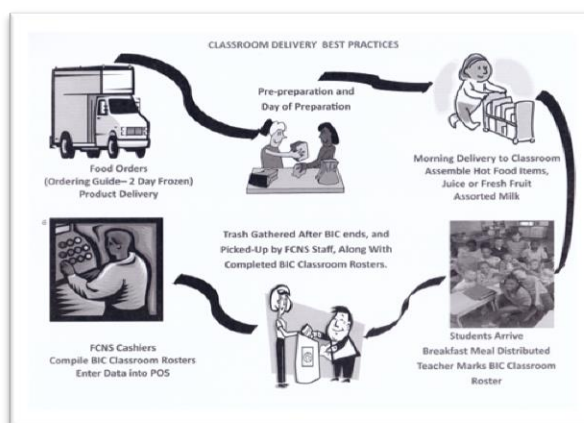 CLASSROOM DELIVERY BEST PRACTICES
Food Orders
(Ordering Guide– 2 Day Frozen)
Product Delivery
Pre-preparation and
Day of Preparation
Morning Delivery to Classroom
Assemble Hot Food Items,
Juice or Fresh Fruit
Assorted Milk
Students Arrive
Breakfast Meal Distributed
Teacher Marks BIC Classroom
Roster
Trash Gathered After BIC ends, and
Picked-Up by FCNS Staff, Along With
Completed BIC Classroom Rosters.
FCNS Cashiers
Compile BIC Classroom Rosters
Enter Data into POS